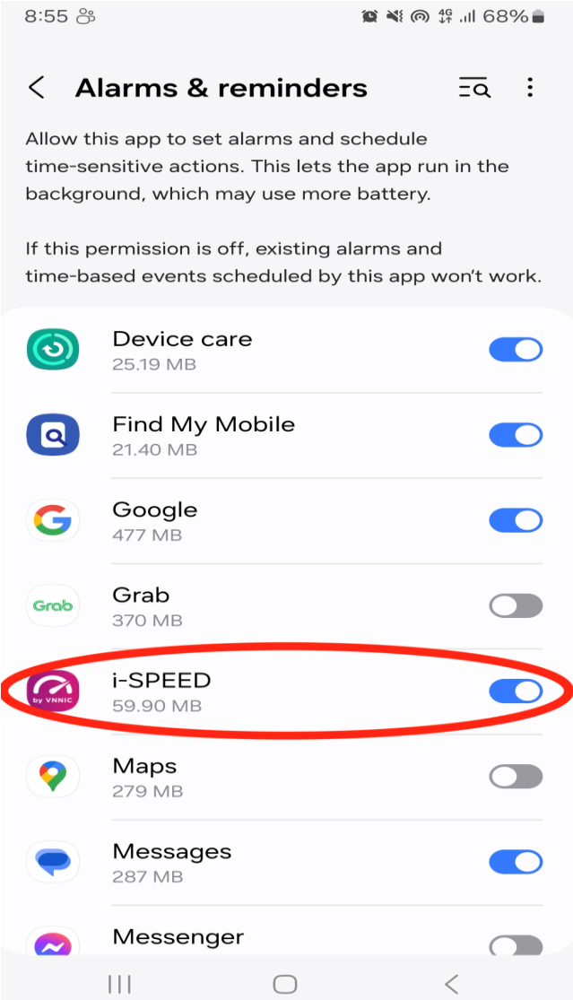 8:55
4G
68%
Alarms & reminders
Allow this app to set alarms and schedule
time-sensitive actions. This lets the app run in the
background, which may use more battery.
If this permission is off, existing alarms and
time-based events scheduled by this app won't work.
Device care
25.19 MB
Find My Mobile
21.40 MB
Google
477 MB
Grab
Grab
370 MB
i-SPEED
by VNNIC
59.90 MB
Maps
279 MB
Messages
287 MB
Messenger